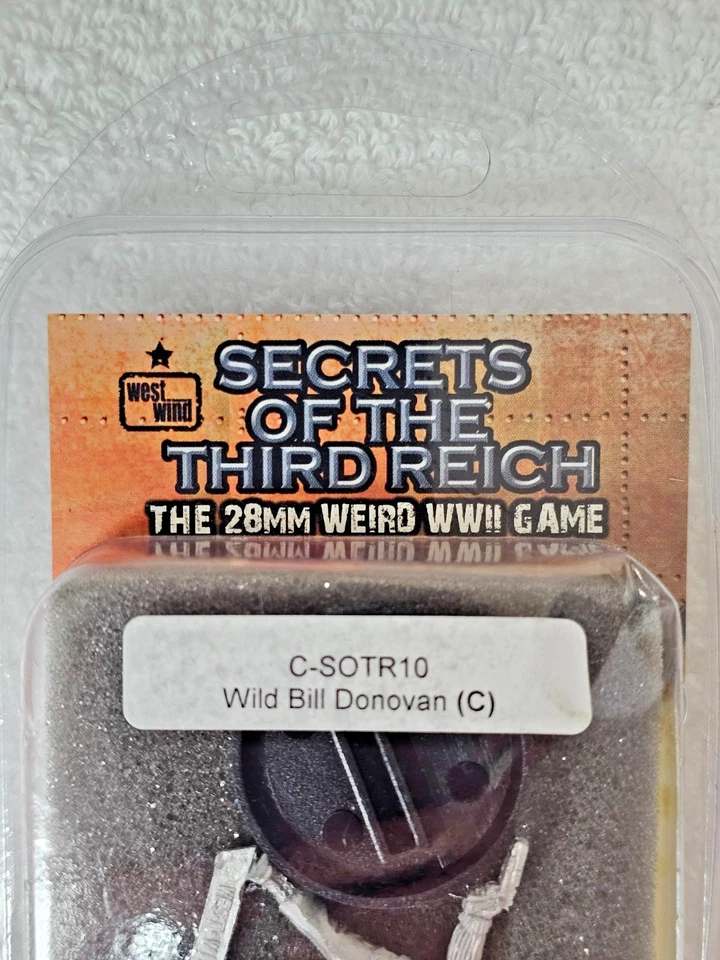 west
wind
SECRETS
OF THE
THIRD REICH
THE 28MM WEIRD WWII GAME
C-SOTR10
Wild Bill Donovan (C)